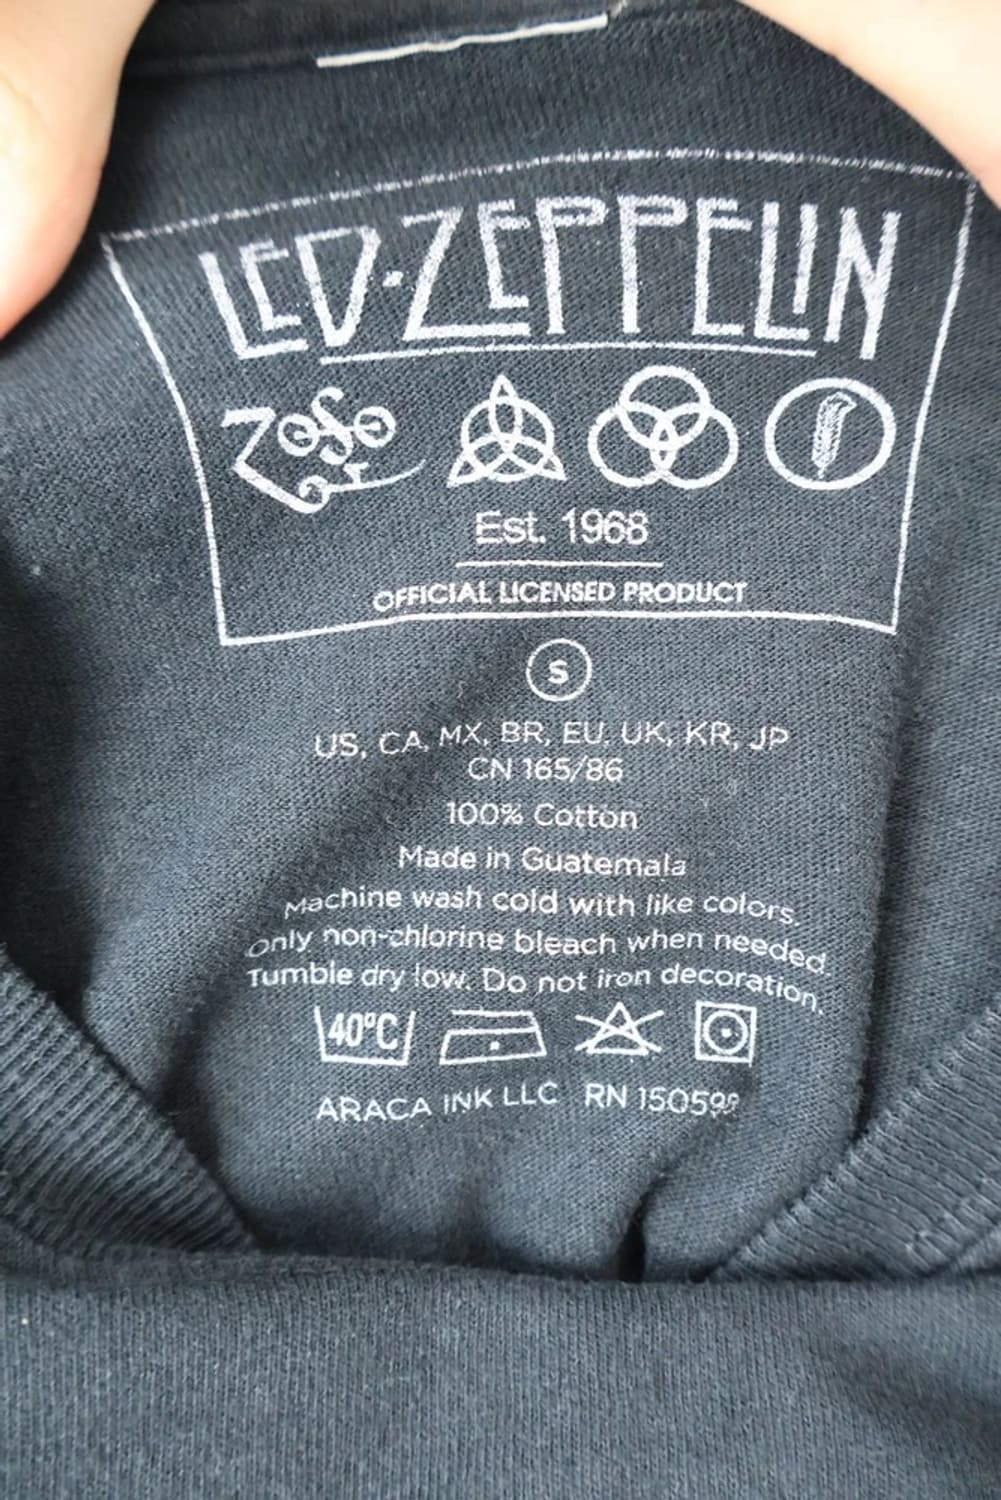 LED·ZEPPELIN
ZOSO
Est. 1968
OFFICIAL LICENSED PRODUCT
S
US, CA, MX, BR, EU, UK, KR, JP
CN 165/86
100% Cotton
Made in Guatemala
Machine wash cold with like colors.
Only non-chlorine bleach when needed.
Tumble dry low. Do not iron decoration.
40°C
ARACA INK LLC RN